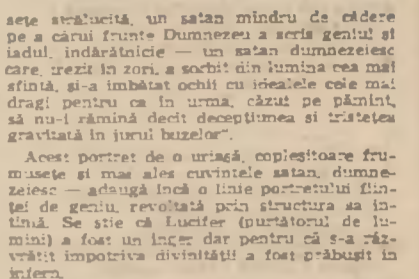 sețe strălucită, un satan mîndru de cădere
pe a cărui frunte Dumnezeu a scris geniul și
iadul, îndărătnicie — un satan dumnezeiesc
care, trezit în zori, a sorbit din lumina cea mai
sfîntă, și-a îmbătat ochii cu idealele cele mai
dragi pentru ca în urma, căzut pe pămînt,
să nu-i rămînă decît decepțiunea și tristețea
gravitată în jurul buzelor".
Acest portret de o uriașă, copleșitoare fru-
musețe și mai ales cuvintele satan, dumne-
zeiesc — adaugă încă o linie portretului fiin-
ței de geniu, revoltată prin structura sa in-
timă. Se știe că Lucifer (purtătorul de lu-
mini) a fost un înger dar pentru că s-a răz-
vrătit împotriva divinității a fost prăbușit în
infern.